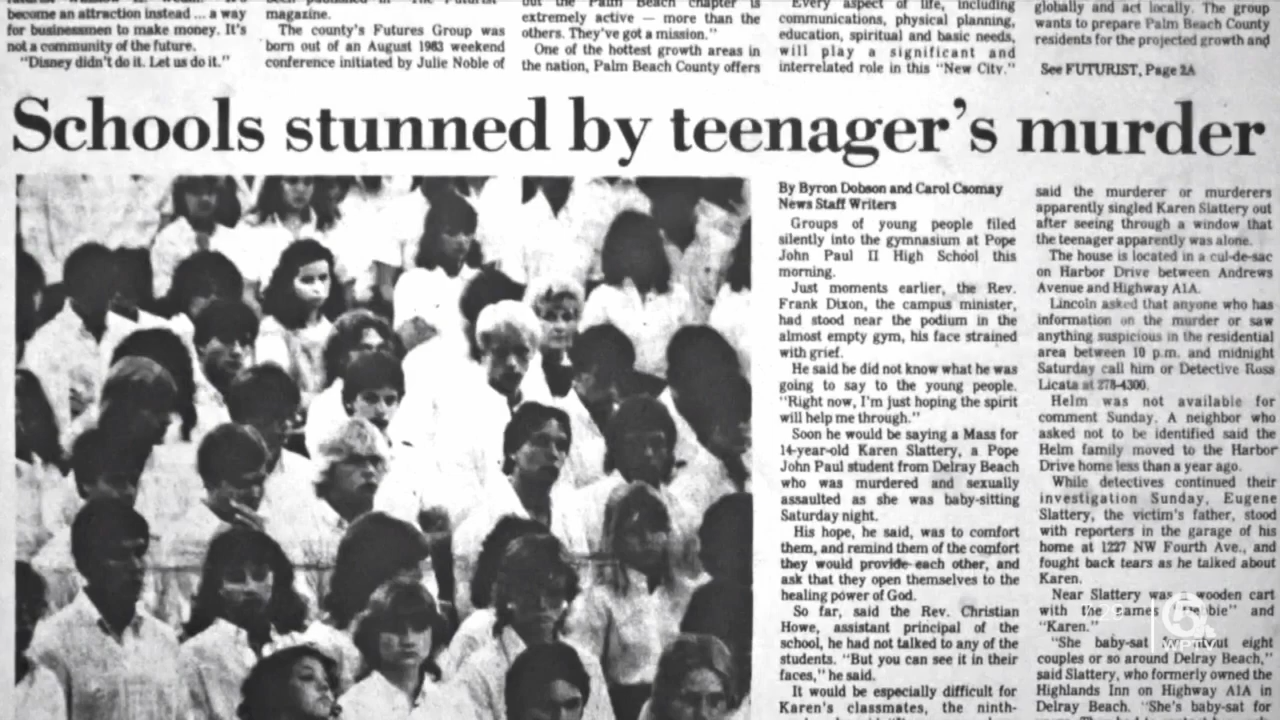 become an attraction instead ... a way
for businessmen to make money. It's
not a community of the future.
"Disney didn't do it. Let us do it."
magazine.
The county's Futures Group was
born out of an August 1983 weekend
conference initiated by Julie Noble of
but the Palm Beach chapter is
extremely active — more than the
others. They've got a mission."
One of the hottest growth areas in
the nation, Palm Beach County offers
Every aspect of life, including
communications, physical planning,
education, spiritual and basic needs,
will play a significant and
interrelated role in this "New City."
globally and act locally. The group
wants to prepare Palm Beach County
residents for the projected growth and
See FUTURIST, Page 2A
Schools stunned by teenager's murder
By Byron Dobson and Carol Csomay
News Staff Writers
Groups of young people filed
silently into the gymnasium at Pope
John Paul II High School this
morning.
Just moments earlier, the Rev.
Frank Dixon, the campus minister,
had stood near the podium in the
almost empty gym, his face strained
with grief.
He said he did not know what he was
going to say to the young people.
"Right now, I'm just hoping the spirit
will help me through."
Soon he would be saying a Mass for
14-year-old Karen Slattery, a Pope
John Paul student from Delray Beach
who was murdered and sexually
assaulted as she was baby-sitting
Saturday night.
His hope, he said, was to comfort
them, and remind them of the comfort
they would provide each other, and
ask that they open themselves to the
healing power of God.
So far, said the Rev. Christian
Howe, assistant principal of the
school, he had not talked to any of the
students. "But you can see it in their
faces," he said.
It would be especially difficult for
Karen's classmates, the ninth-
said the murderer or murderers
apparently singled Karen Slattery out
after seeing through a window that
the teenager apparently was alone.
The house is located in a cul-de-sac
on Harbor Drive between Andrews
Avenue and Highway A1A.
Lincoln asked that anyone who has
information on the murder or saw
anything suspicious in the residential
area between 10 p.m. and midnight
Saturday call him or Detective Ross
Licata at 278-4300.
Helm was not available for
comment Sunday. A neighbor who
asked not to be identified said the
Helm family moved to the Harbor
Drive home less than a year ago.
While detectives continued their
investigation Sunday, Eugene
Slattery, the victim's father, stood
with reporters in the garage of his
home at 1227 NW Fourth Ave., and
fought back tears as he talked about
Karen.
Near Slattery was a wooden cart
with the names and
"Karen."
"She baby-sat for about eight
couples or so around Delray Beach,"
said Slattery, who formerly owned the
Highlands Inn on Highway A1A in
Delray Beach. "She's baby-sat for
5
WPTV